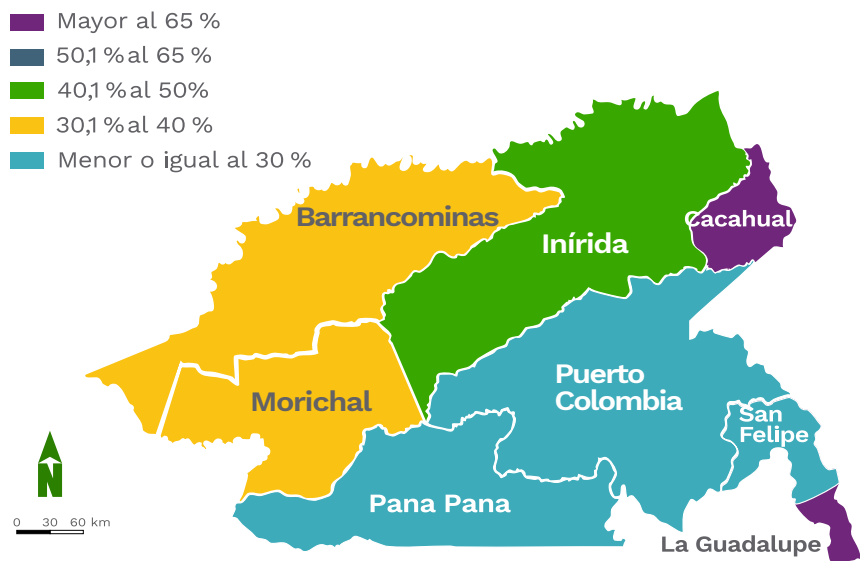 Mayor al 65 %
50,1 % al 65 %
40,1 % al 50%
30,1 % al 40 %
Menor o igual al 30 %
Barrancominas
Inírida
Cacahual
Morichal
Puerto
Colombia
San
Felipe
Pana Pana
La Guadalupe
N
0 30 60 km